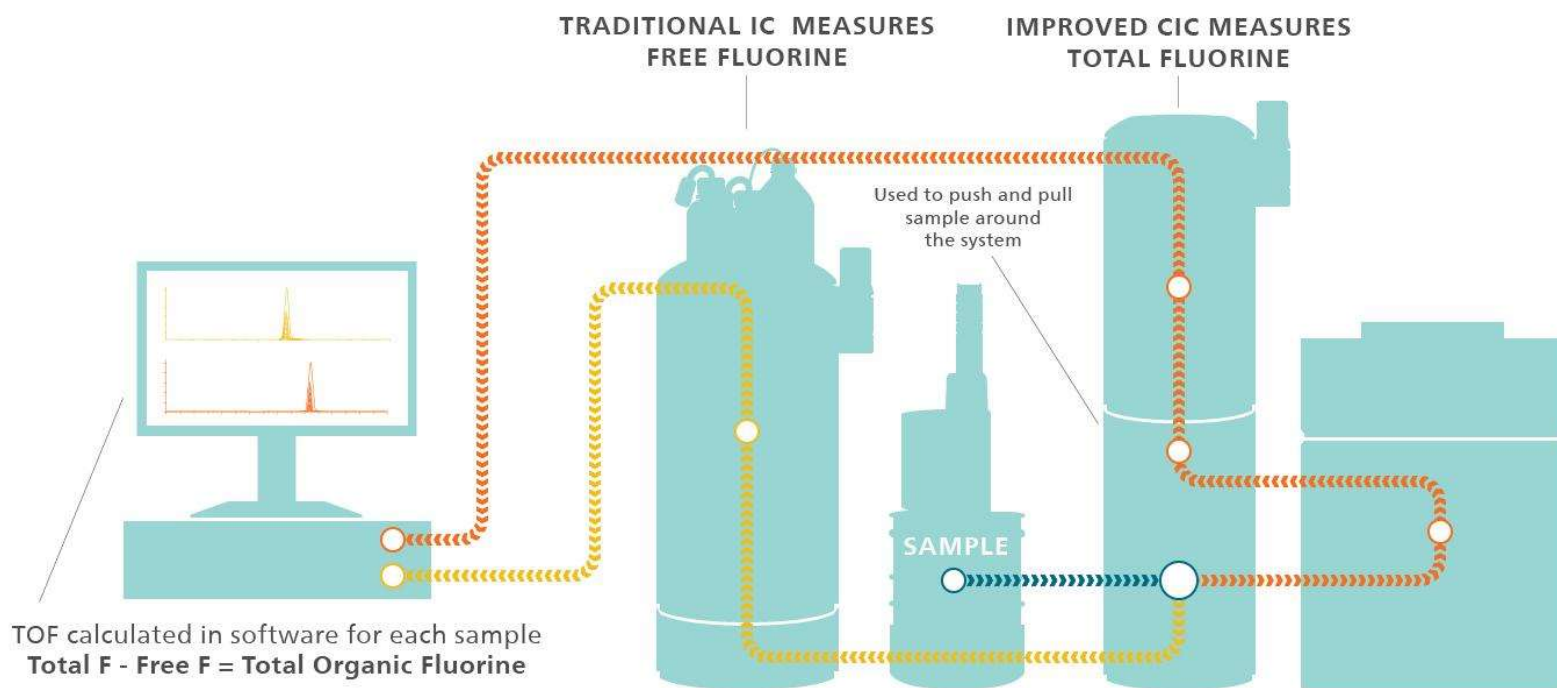 TRADITIONAL IC MEASURES
FREE FLUORINE
IMPROVED CIC MEASURES
TOTAL FLUORINE
Used to push and pull
sample around
the system
SAMPLE
TOF calculated in software for each sample
Total F - Free F = Total Organic Fluorine